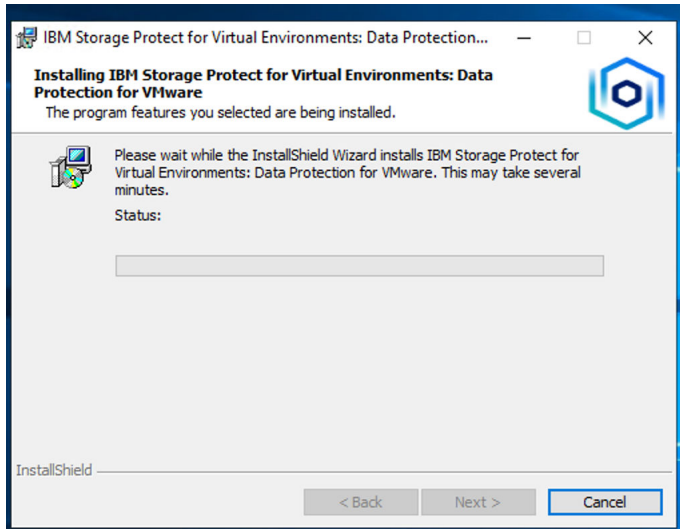 IBM Storage Protect for Virtual Environments: Data Protection...
Installing IBM Storage Protect for Virtual Environments: Data
Protection for VMware
The program features you selected are being installed.
Please wait while the InstallShield Wizard installs IBM Storage Protect for
Virtual Environments: Data Protection for VMware. This may take several
minutes.
Status:
InstallShield
< Back
Next >
Cancel